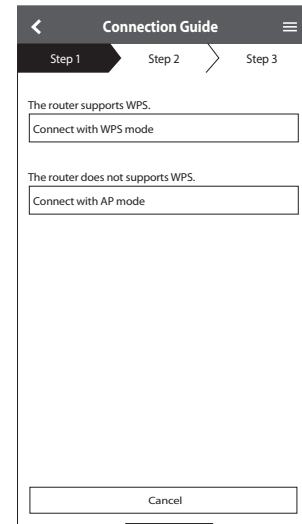 Connection Guide
Step 1 Step 2 Step 3
The router supports WPS.
Connect with WPS mode
The router does not supports WPS.
Connect with AP mode
Cancel